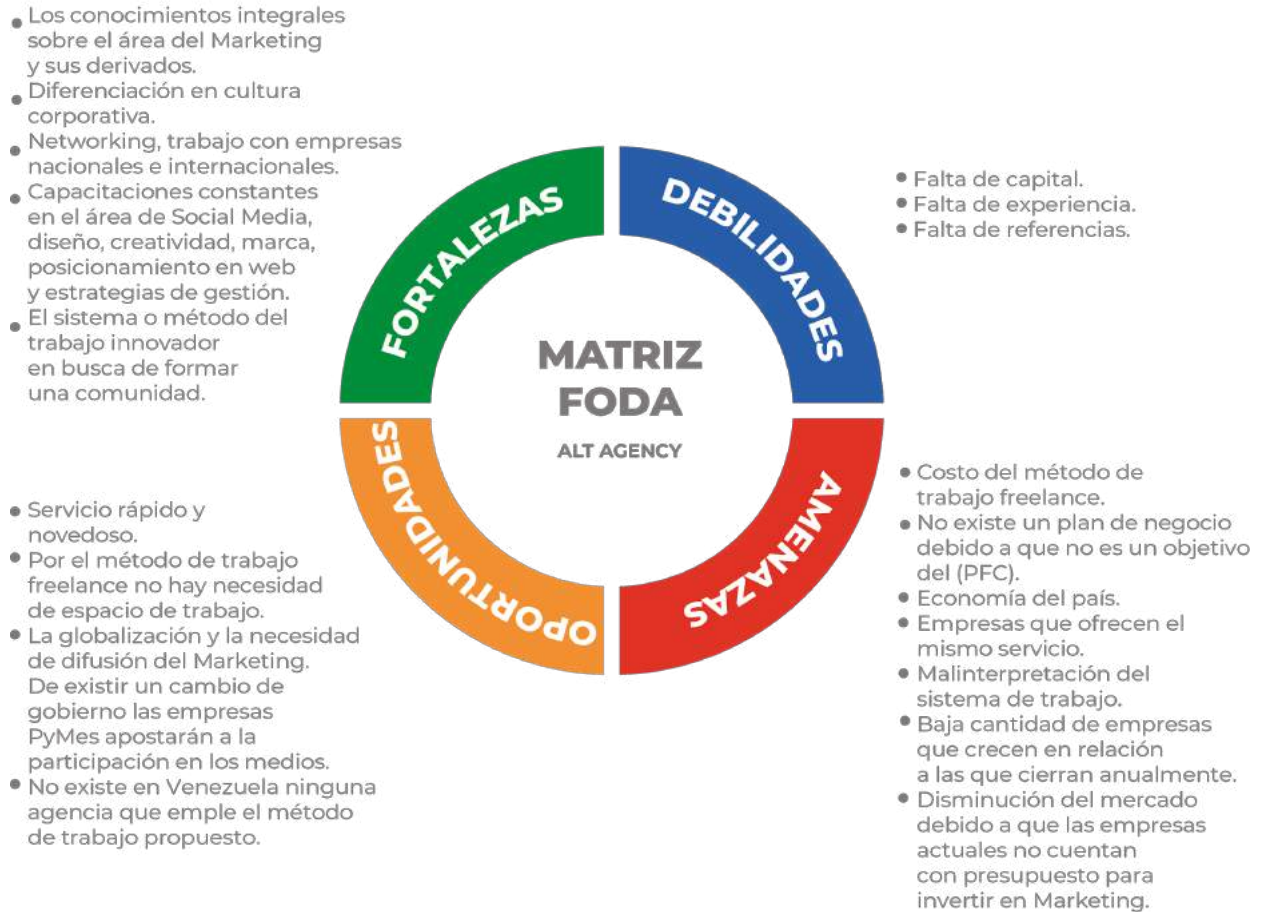 Los conocimientos integrales
sobre el área del Marketing
y sus derivados.
Diferenciación en cultura
corporativa.
Networking, trabajo con empresas
nacionales e internacionales.
Capacitaciones constantes
en el área de Social Media,
diseño, creatividad, marca,
posicionamiento en web
y estrategias de gestión.
El sistema o método del
trabajo innovador
en busca de formar
una comunidad.
FORTALEZAS
DEBILIDADES
Falta de capital.
Falta de experiencia.
Falta de referencias.
MATRIZ
FODA
ALT AGENCY
OPORTUNIDADES
Servicio rápido y
novedoso.
Por el método de trabajo
freelance no hay necesidad
de espacio de trabajo.
La globalización y la necesidad
de difusión del Marketing.
De existir un cambio de
gobierno las empresas
PyMes apostarán a la
participación en los medios.
No existe en Venezuela ninguna
agencia que emple el método
de trabajo propuesto.
AMENAZAS
Costo del método de
trabajo freelance.
No existe un plan de negocio
debido a que no es un objetivo
del (PFC).
Economía del país.
Empresas que ofrecen el
mismo servicio.
Malinterpretación del
sistema de trabajo.
Baja cantidad de empresas
que crecen en relación
a las que cierran anualmente.
Disminución del mercado
debido a que las empresas
actuales no cuentan
con presupuesto para
invertir en Marketing.